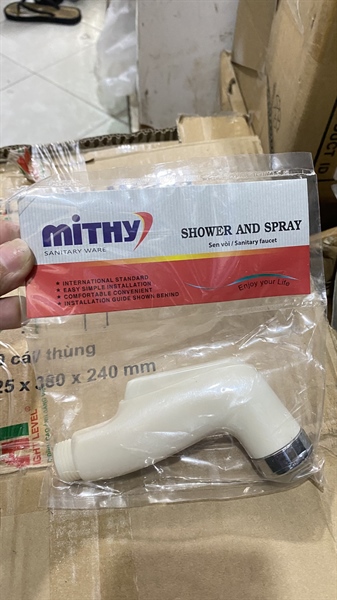 mithy
SANITARY WARE
SHOWER AND SPRAY
Sen vòi / Sanitary faucet
• INTERNATIONAL STANDARD
• EASY SIMPLE INSTALLATION
• COMFORTABLE CONVENIENT
• INSTALLATION GUIDE SHOWN BEHIND
Enjoy your Life
cái/ thùng
25 x 380 x 240 mm